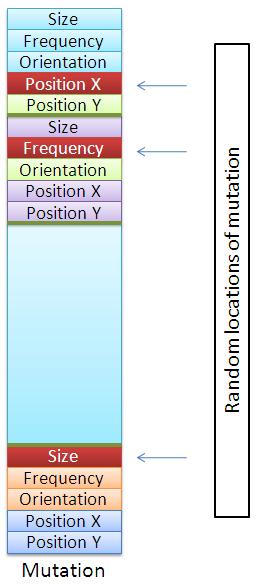 Size
Frequency
Orientation
Position X
Position Y
Size
Frequency
Orientation
Position X
Position Y
Size
Frequency
Orientation
Position X
Position Y
Mutation
Random locations of mutation